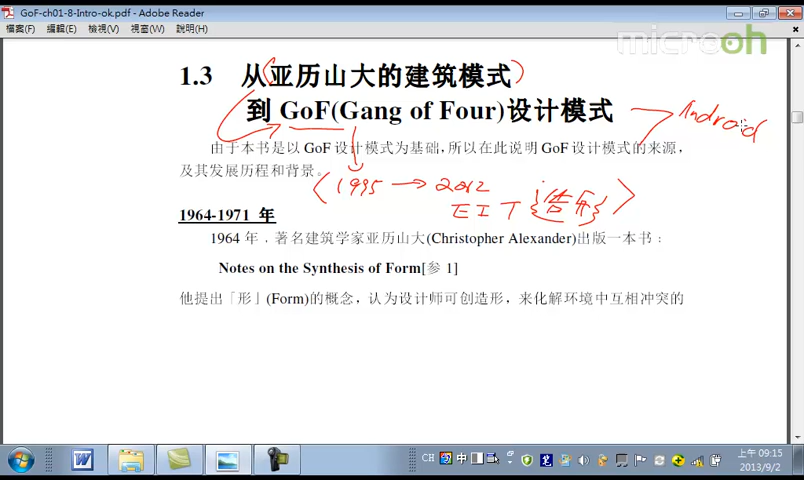 GoF-ch01-8-Intro-ok.pdf - Adobe Reader
microoh
檔案(F) 編輯(E) 檢視(V) 視窗(W) 說明(H)
1.3 从(亚历山大的建筑模式)
到 GoF(Gang of Four)设计模式
Android
由于本书是以 GoF 设计模式为基础，所以在此说明 GoF 设计模式的来源，
及其发展历程和背景。
1995 → 2012
EIT {造形}
1964-1971 年
1964 年﹐著名建筑学家亚历山大(Christopher Alexander)出版一本书﹕
Notes on the Synthesis of Form[参 1]
他提出「形」(Form)的概念，认为设计师可创造形，来化解环境中互相冲突的
CH 中
上午 09:15
2013/9/2